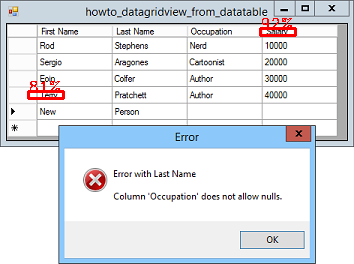 howto_datagridview_from_datatable
92%
First Name Last Name Occupation Salary
Rod Stephens Nerd 10000
Sergio Aragones Cartoonist 20000
Eoin Colfer Author 30000
81%
Terry Pratchett Author 40000
New Person
Error
Error with Last Name
Column 'Occupation' does not allow nulls.
OK